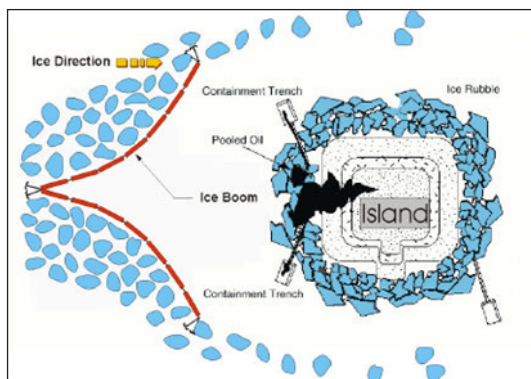 Ice Direction
Containment Trench
Ice Rubble
Pooled Oil
Ice Boom
Island
Containment Trench